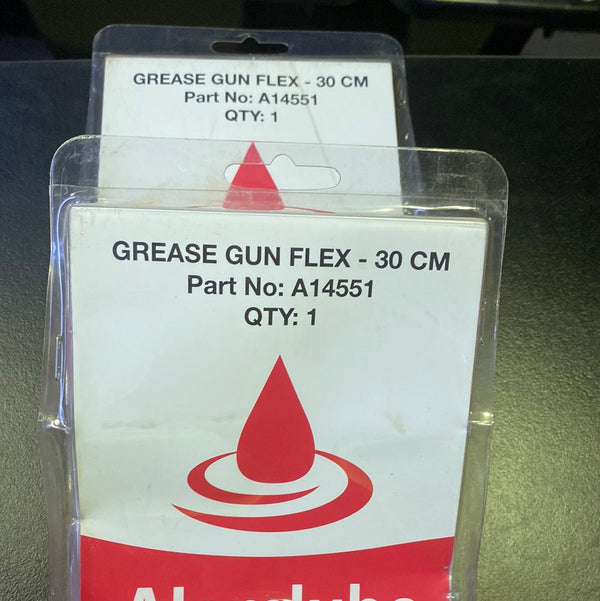 GREASE GUN FLEX - 30 CM
Part No: A14551
QTY: 1
GREASE GUN FLEX - 30 CM
Part No: A14551
QTY: 1